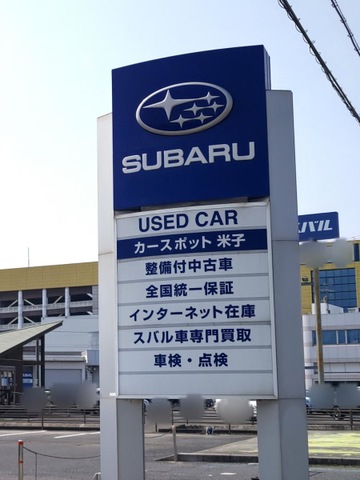 SUBARU
USED CAR
カースポット 米子
整備付中古車
全国統一保証
インターネット在庫
スバル車専門買取
車検・点検
バル